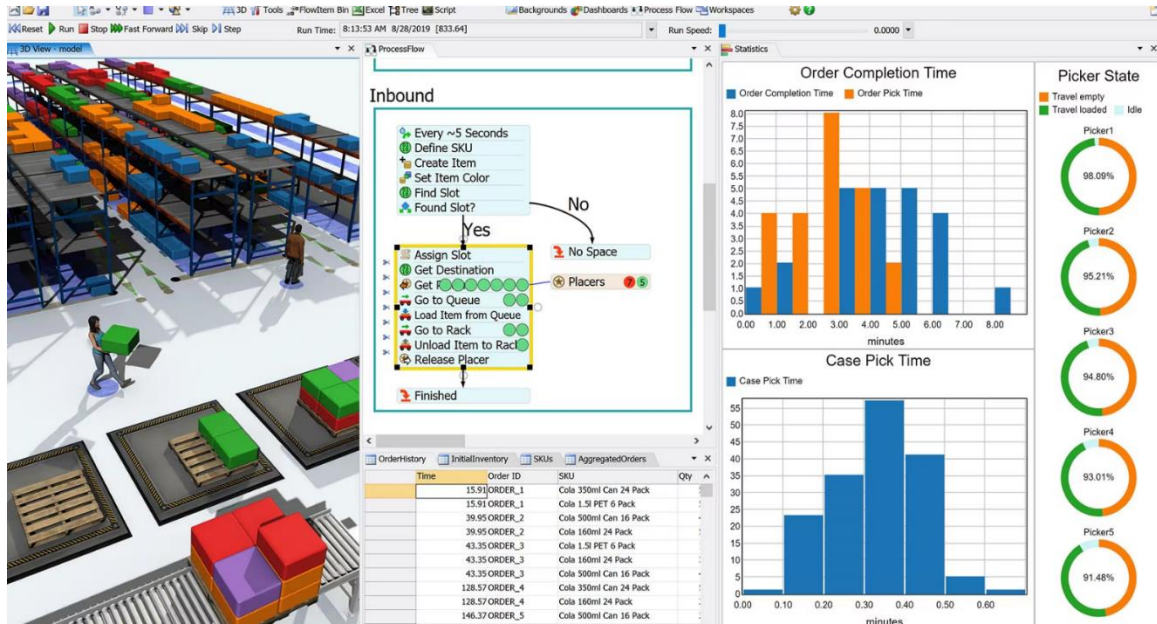 3D Tools FlowItem Bin Excel Tree Script Backgrounds Dashboards Process Flow Workspaces
Reset Run Stop Fast Forward Skip Step Run Time: 8:13:53 AM 8/28/2019 [833.64] Run Speed: 0.0000
3D View - model
ProcessFlow
Inbound
Every ~5 Seconds
Define SKU
Create Item
Set Item Color
Find Slot
Found Slot?
No
Yes
No Space
Assign Slot
Get Destination
Get
Placers 7 5
Go to Queue
Load Item from Queue
Go to Rack
Unload Item to Rack
Release Placer
Finished
OrderHistory InitialInventory SKUs AggregatedOrders
Time Order ID SKU Qty
15.91 ORDER_1 Cola 350ml Can 24 Pack
15.91 ORDER_1 Cola 1.5l PET 6 Pack
39.95 ORDER_2 Cola 500ml Can 16 Pack
39.95 ORDER_2 Cola 160ml 24 Pack
43.35 ORDER_3 Cola 1.5l PET 6 Pack
43.35 ORDER_3 Cola 160ml 24 Pack
43.35 ORDER_3 Cola 500ml Can 16 Pack
128.57 ORDER_4 Cola 350ml Can 24 Pack
128.57 ORDER_4 Cola 160ml 24 Pack
146.37 ORDER_5 Cola 500ml Can 16 Pack
Statistics
Order Completion Time
Order Completion Time Order Pick Time
8.0
7.5
7.0
6.5
6.0
5.5
5.0
4.5
4.0
3.5
3.0
2.5
2.0
1.5
1.0
0.5
0.0
0.00 1.00 2.00 3.00 4.00 5.00 6.00 7.00 8.00
minutes
Case Pick Time
Case Pick Time
55
50
45
40
35
30
25
20
15
10
5
0
0.00 0.10 0.20 0.30 0.40 0.50 0.60
minutes
Picker State
Travel empty
Travel loaded Idle
Picker1
98.09%
Picker2
95.21%
Picker3
94.80%
Picker4
93.01%
Picker5
91.48%